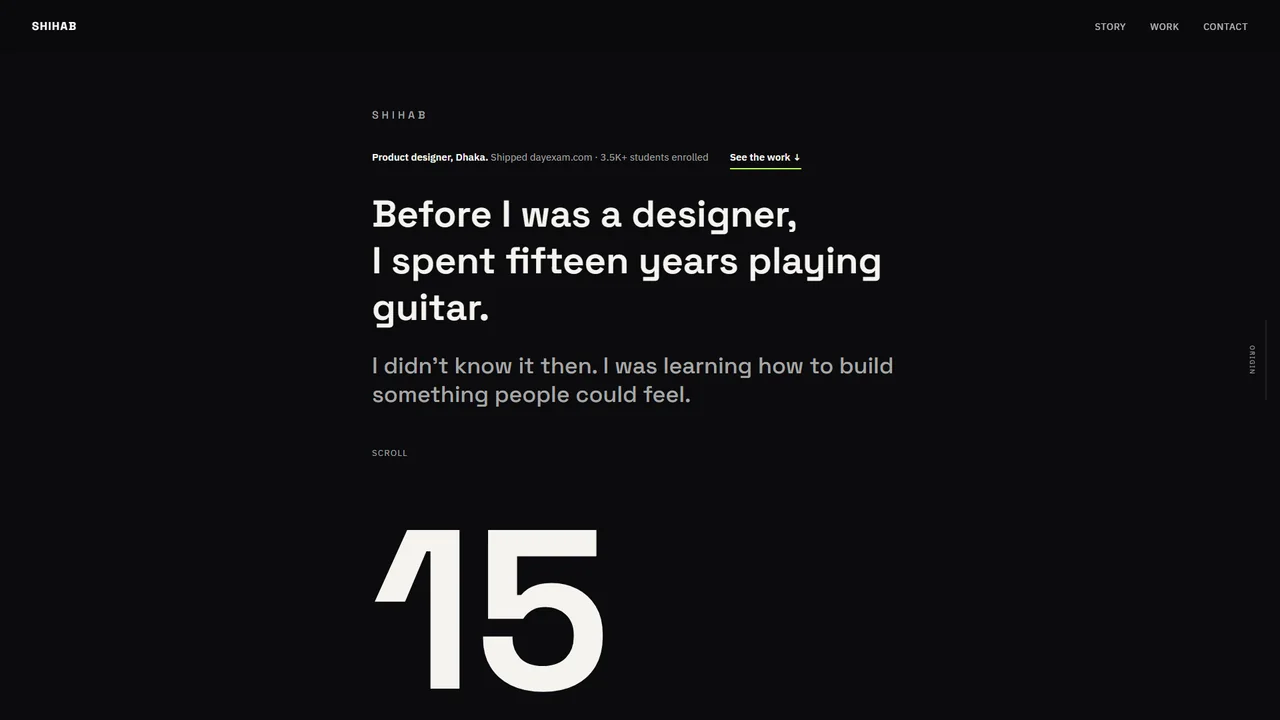 SHIHAB
STORY WORK CONTACT
SHIHAB
Product designer, Dhaka. Shipped dayexam.com · 3.5K+ students enrolled See the work ↓
Before I was a designer,
I spent fifteen years playing
guitar.
I didn’t know it then. I was learning how to build
something people could feel.
ORIGIN
SCROLL
15